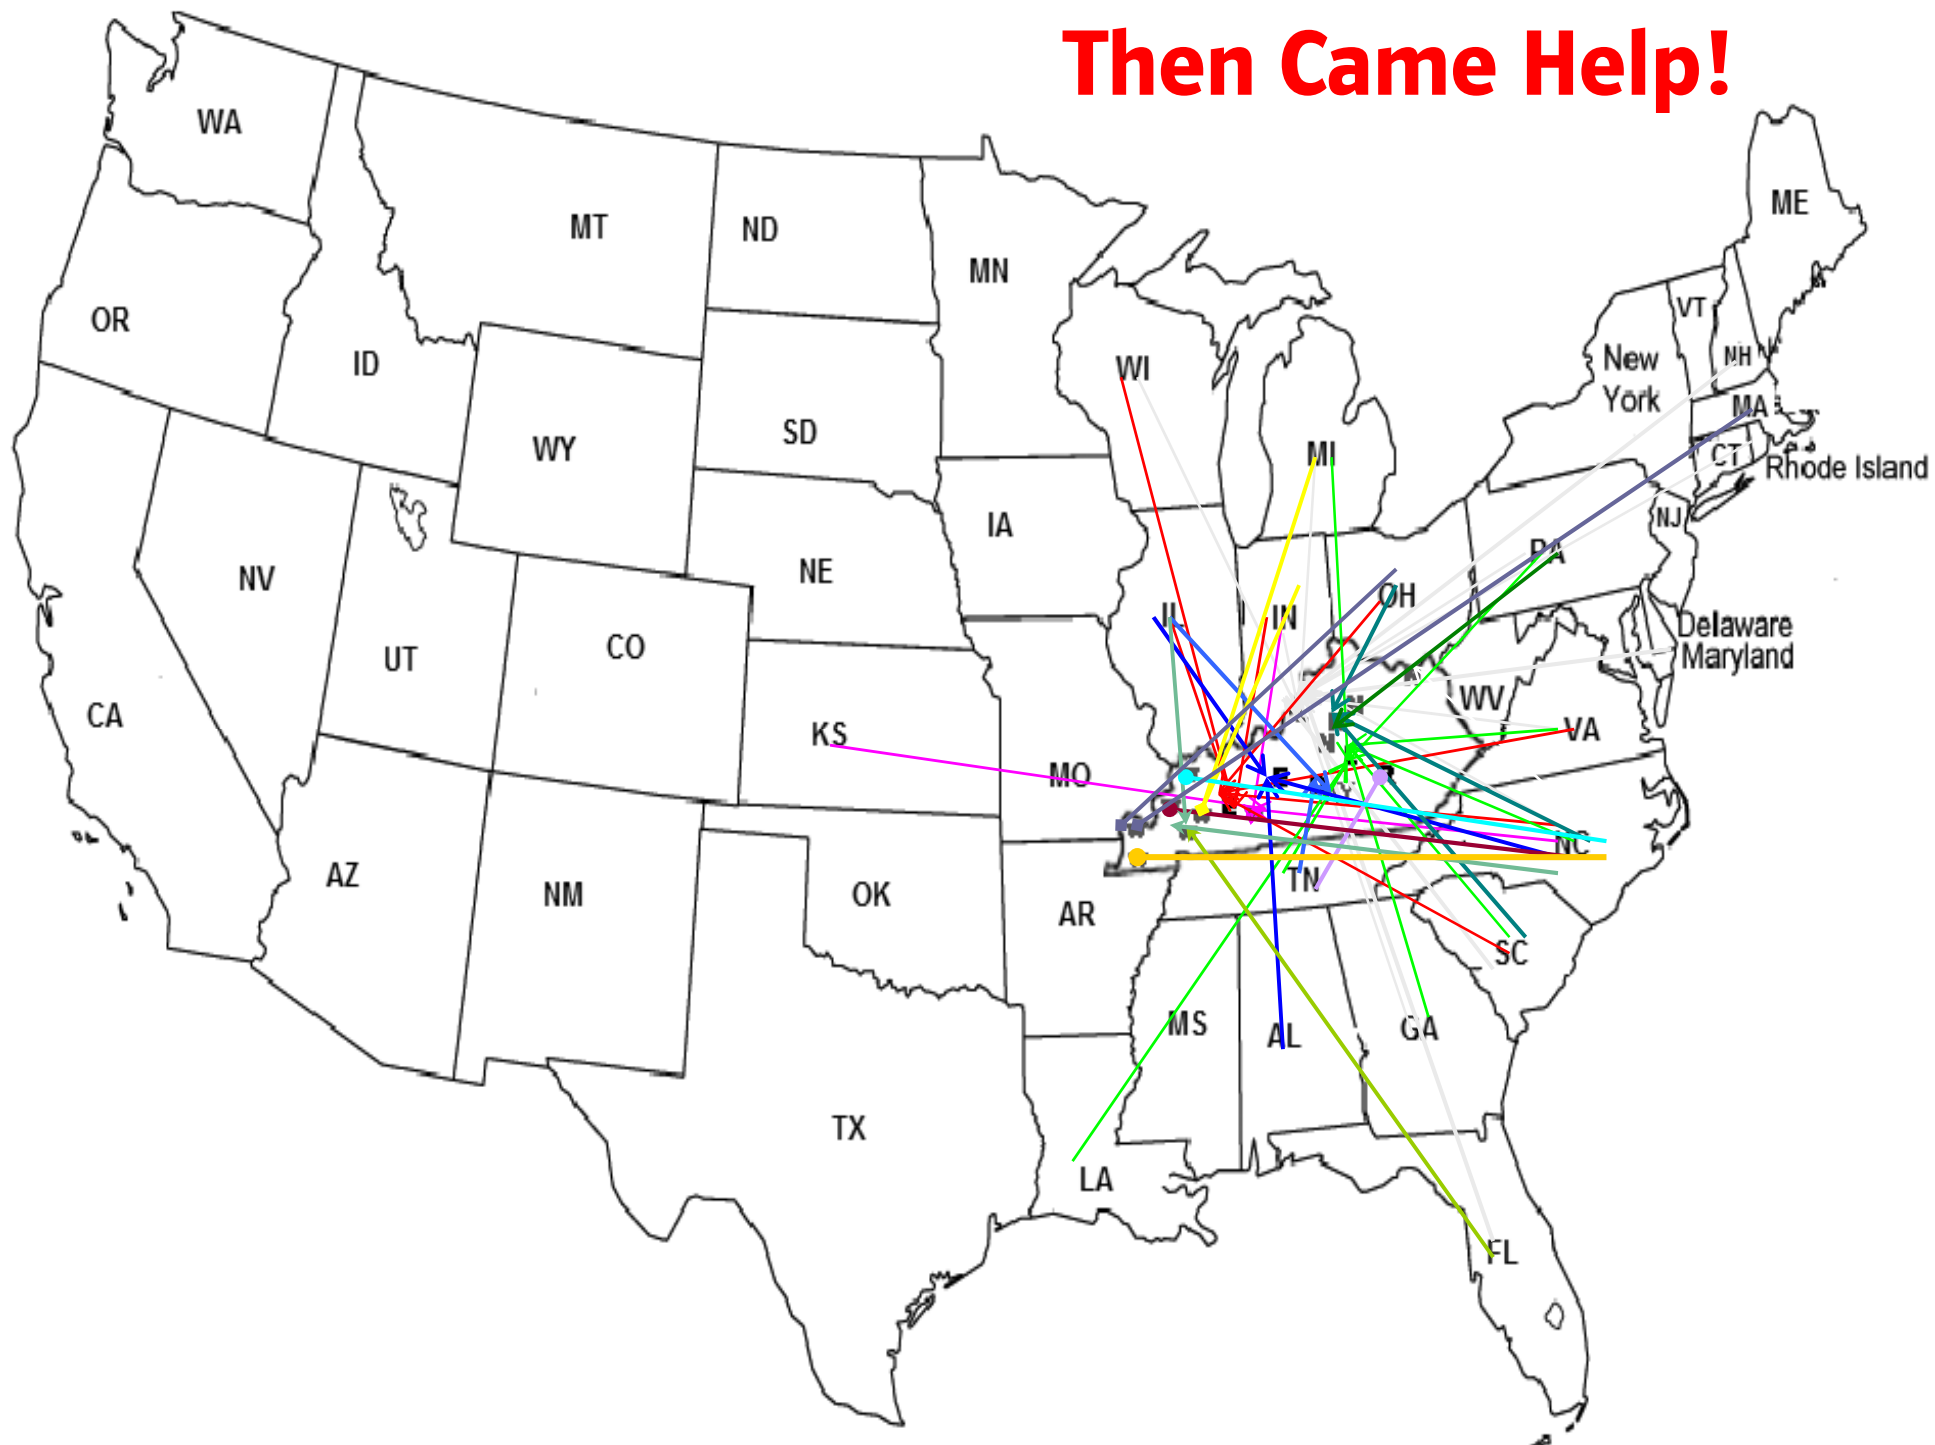 Then Came Help!
WA
ME
MT
ND
MN
OR
VT
ID
New
York
NH
WI
MA
SD
WY
MI
CT
Rhode Island
IA
NJ
PA
NV
NE
OH
IL
IN
CO
UT
Delaware
Maryland
WV
CA
KS
VA
MO
NC
AZ
TN
NM
OK
AR
SC
MS
AL
GA
TX
LA
FL